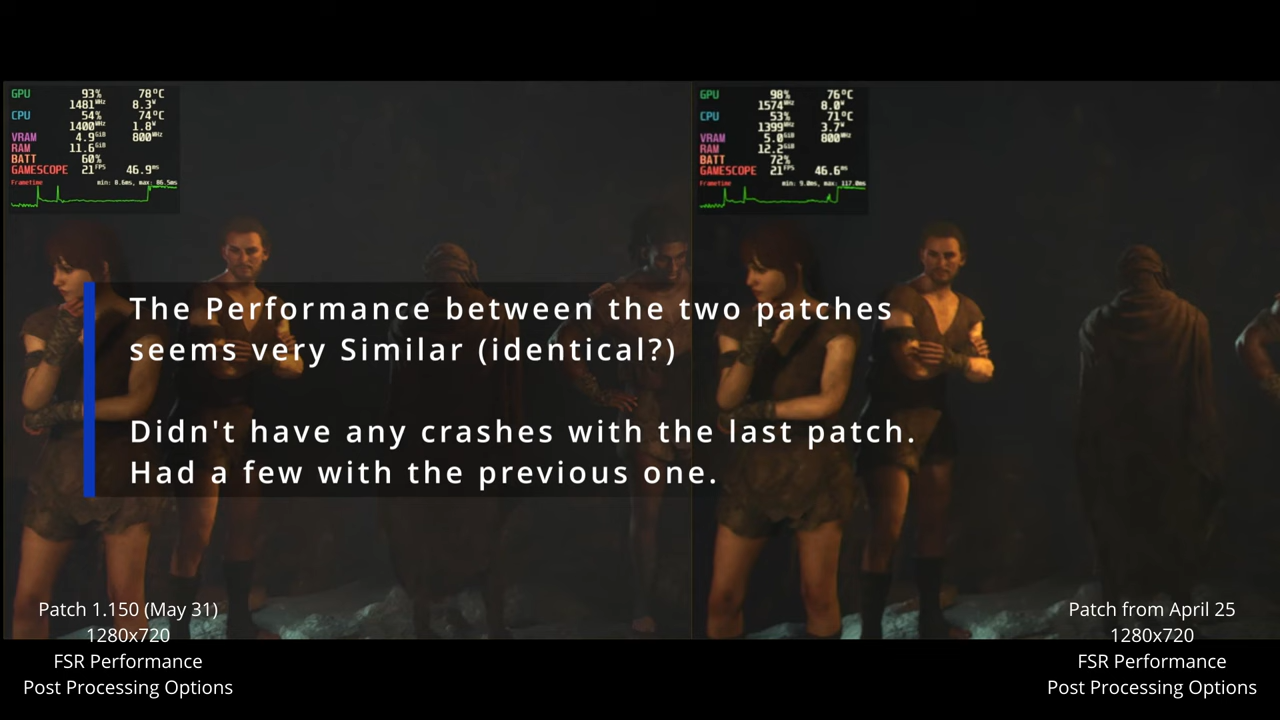 GPU 93% 78°C
1481MHz 8.3W
CPU 54% 74°C
1400MHz 1.8W
VRAM 4.9GiB 800MHz
RAM 11.6GiB
BATT 60%
GAMESCOPE 21FPS 46.9ms
Frametime min: 8.6ms, max: 86.5ms
GPU 98% 76°C
1574MHz 8.0W
CPU 53% 71°C
1399MHz 3.7W
VRAM 5.0GiB 800MHz
RAM 12.2GiB
BATT 72%
GAMESCOPE 21FPS 46.6ms
Frametime min: 9.0ms, max: 117.0ms
The Performance between the two patches
seems very Similar (identical?)
Didn't have any crashes with the last patch.
Had a few with the previous one.
Patch 1.150 (May 31)
1280x720
FSR Performance
Post Processing Options
Patch from April 25
1280x720
FSR Performance
Post Processing Options